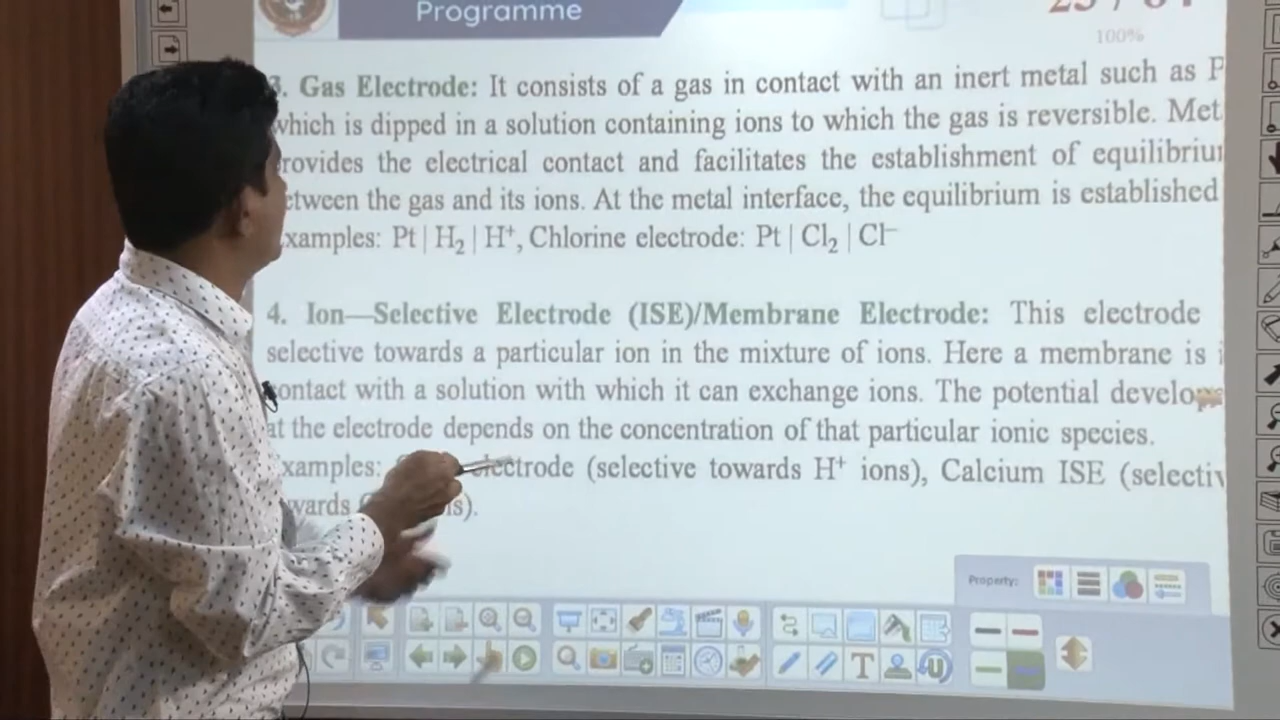 Programme
100%
3. Gas Electrode: It consists of a gas in contact with an inert metal such as P
which is dipped in a solution containing ions to which the gas is reversible. Met
rovides the electrical contact and facilitates the establishment of equilibriu
etween the gas and its ions. At the metal interface, the equilibrium is established
xamples: Pt | H₂ | H⁺, Chlorine electrode: Pt | Cl₂ | Cl⁻
4. Ion—Selective Electrode (ISE)/Membrane Electrode: This electrode
selective towards a particular ion in the mixture of ions. Here a membrane is i
ontact with a solution with which it can exchange ions. The potential develops
at the electrode depends on the concentration of that particular ionic species.
xamples: electrode (selective towards H⁺ ions), Calcium ISE (selectiv
wards ns).
Property: